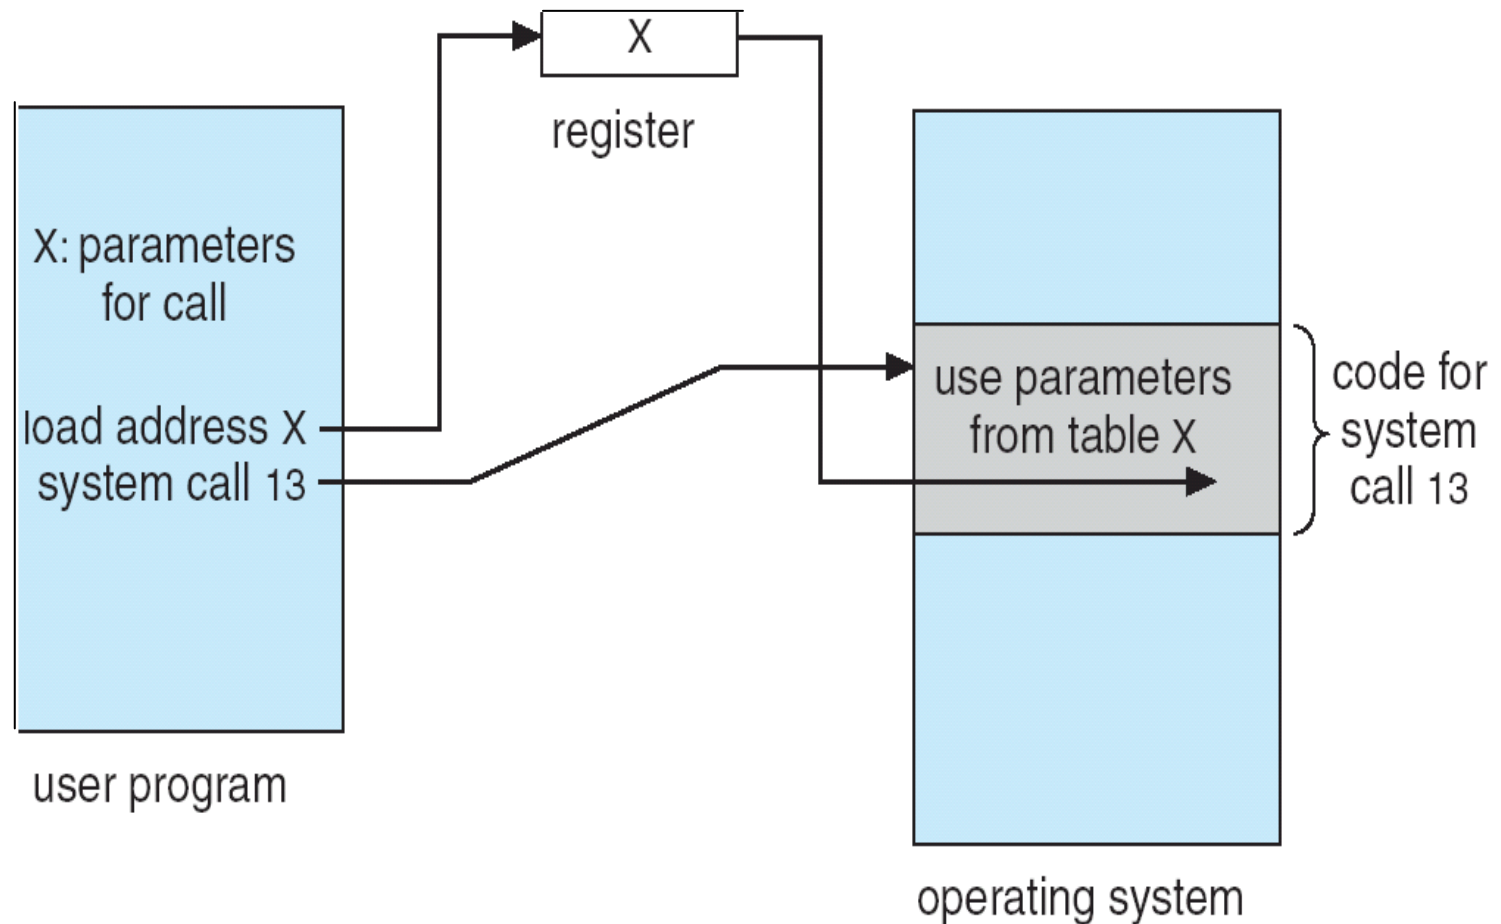 X
register
X: parameters
for call
load address X
system call 13
user program
use parameters
from table X
code for
system
call 13
operating system